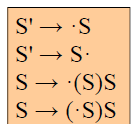 S' → ·S
S' → S·
S → ·(S)S
S → (·S)S